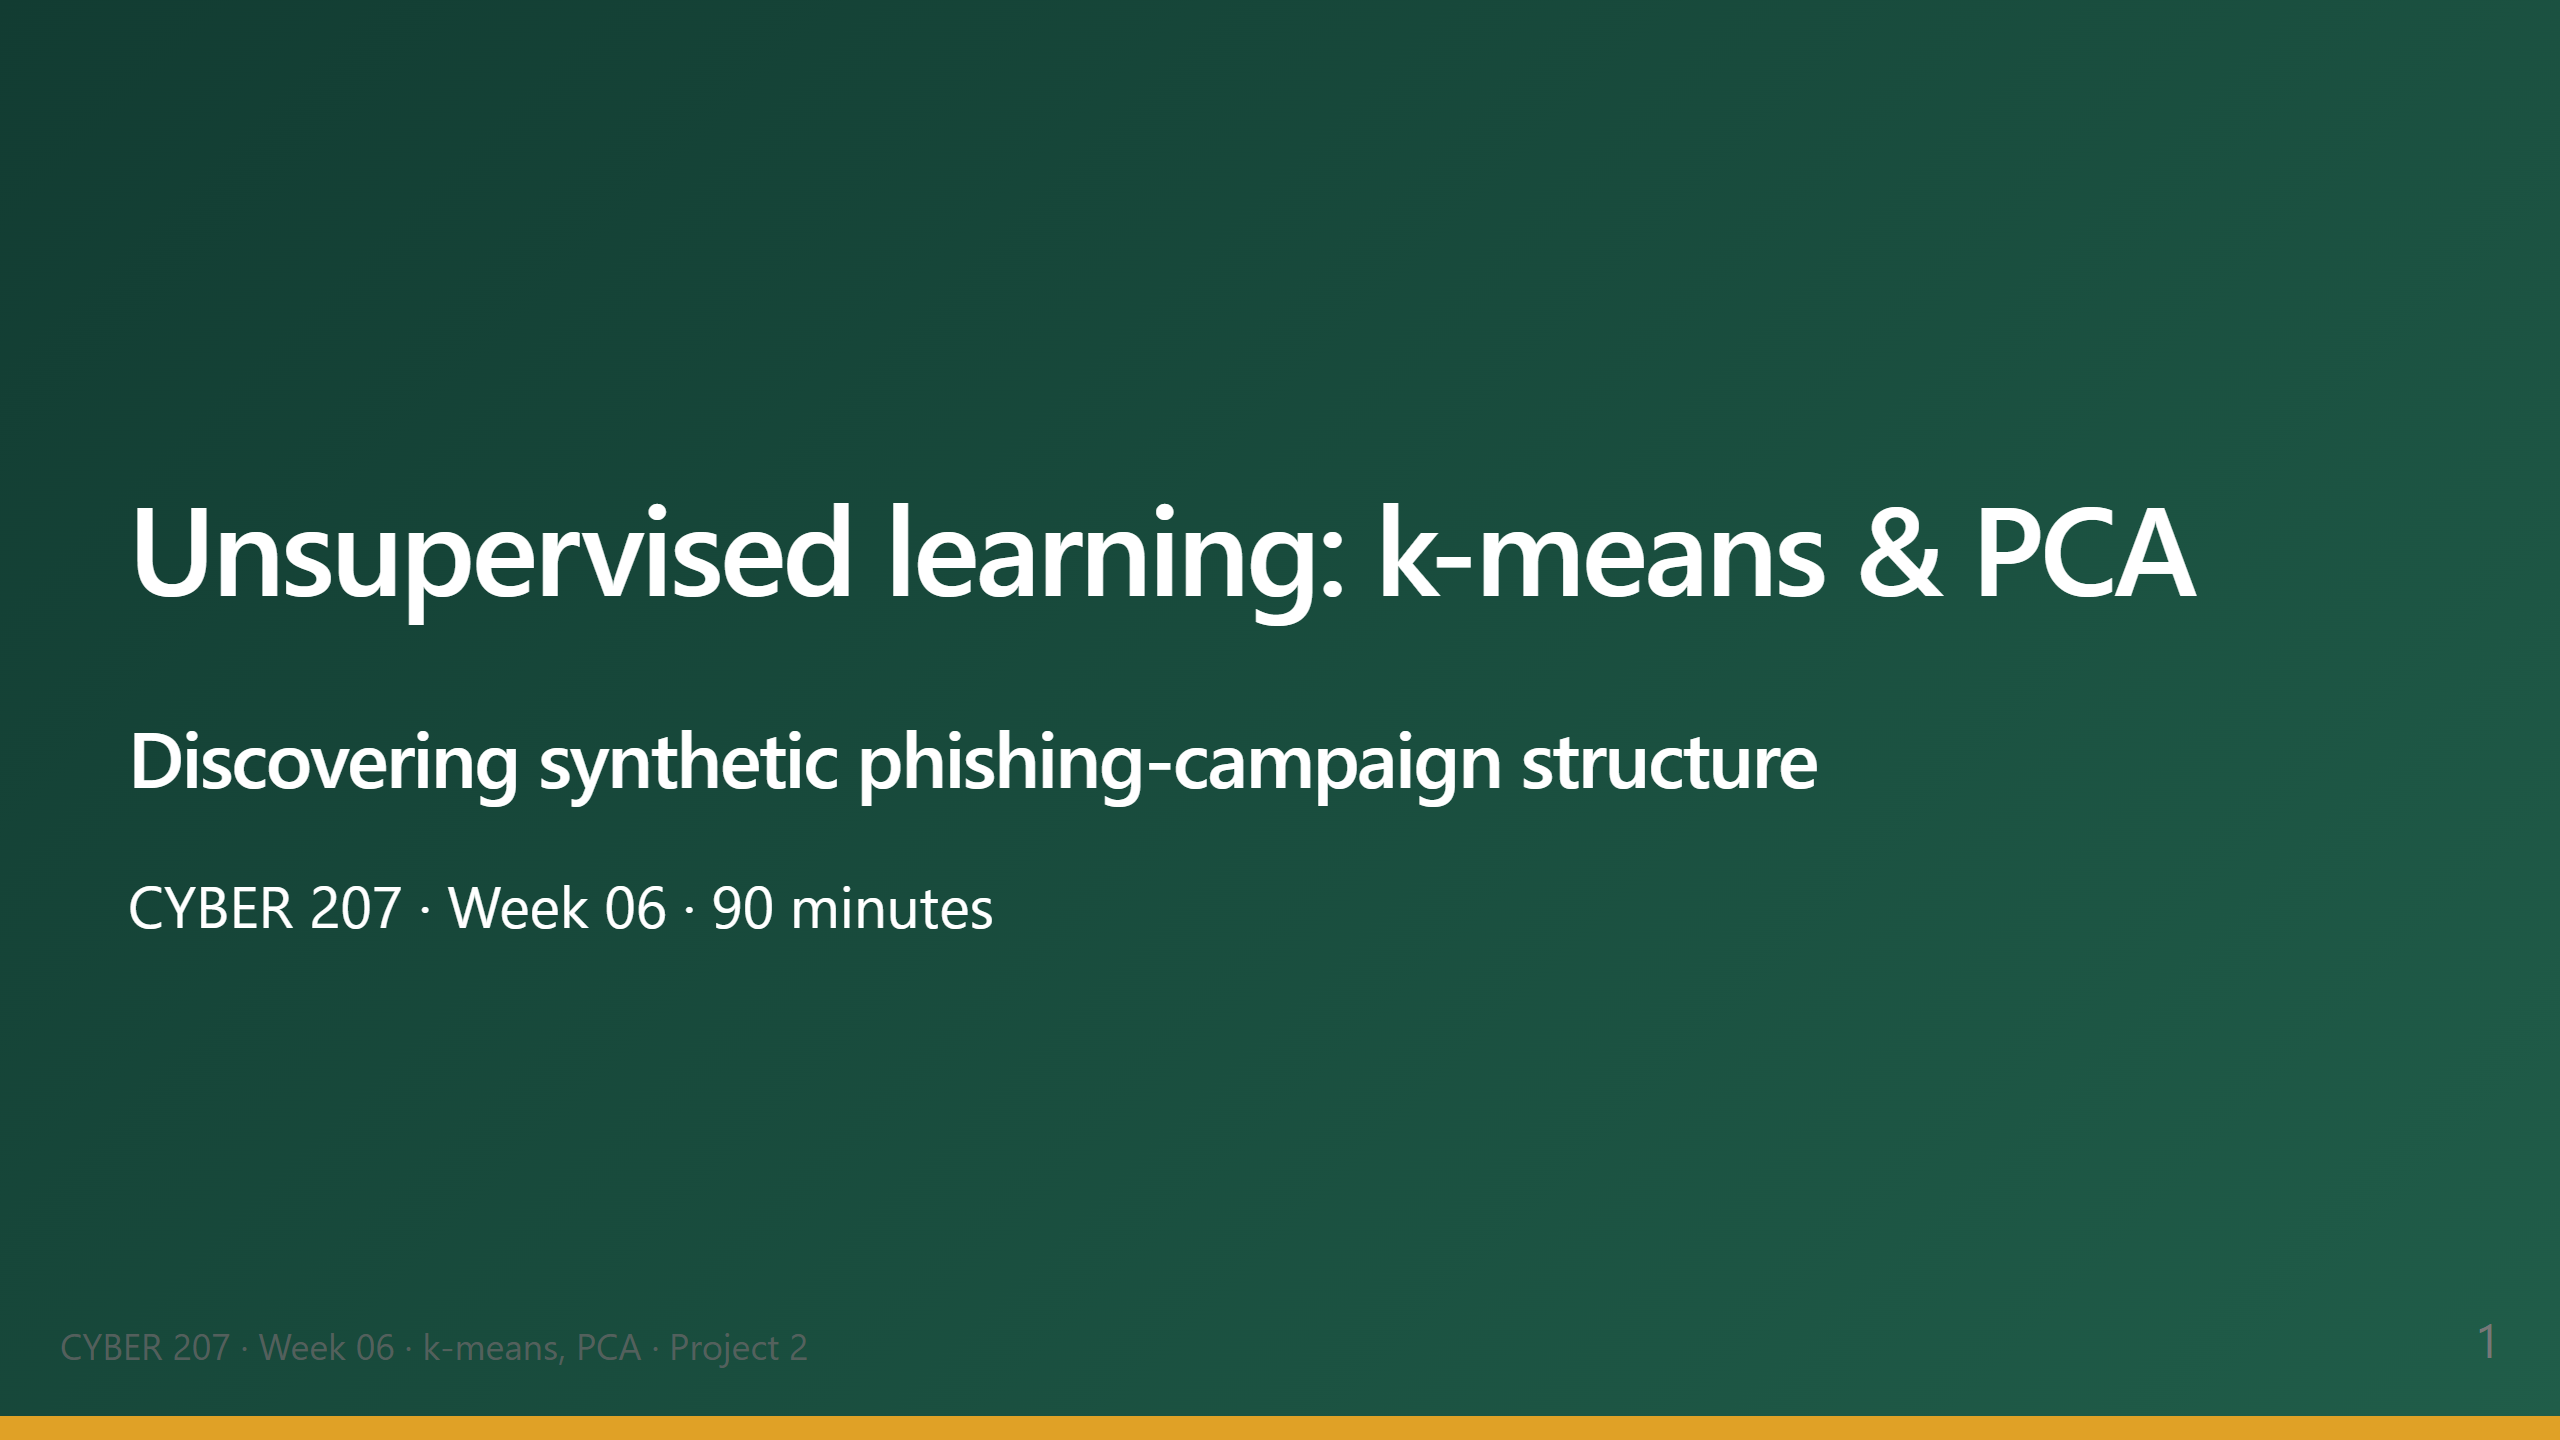 Unsupervised learning: k-means & PCA
Discovering synthetic phishing-campaign structure
CYBER 207 · Week 06 · 90 minutes
CYBER 207 · Week 06 · k-means, PCA · Project 2
1